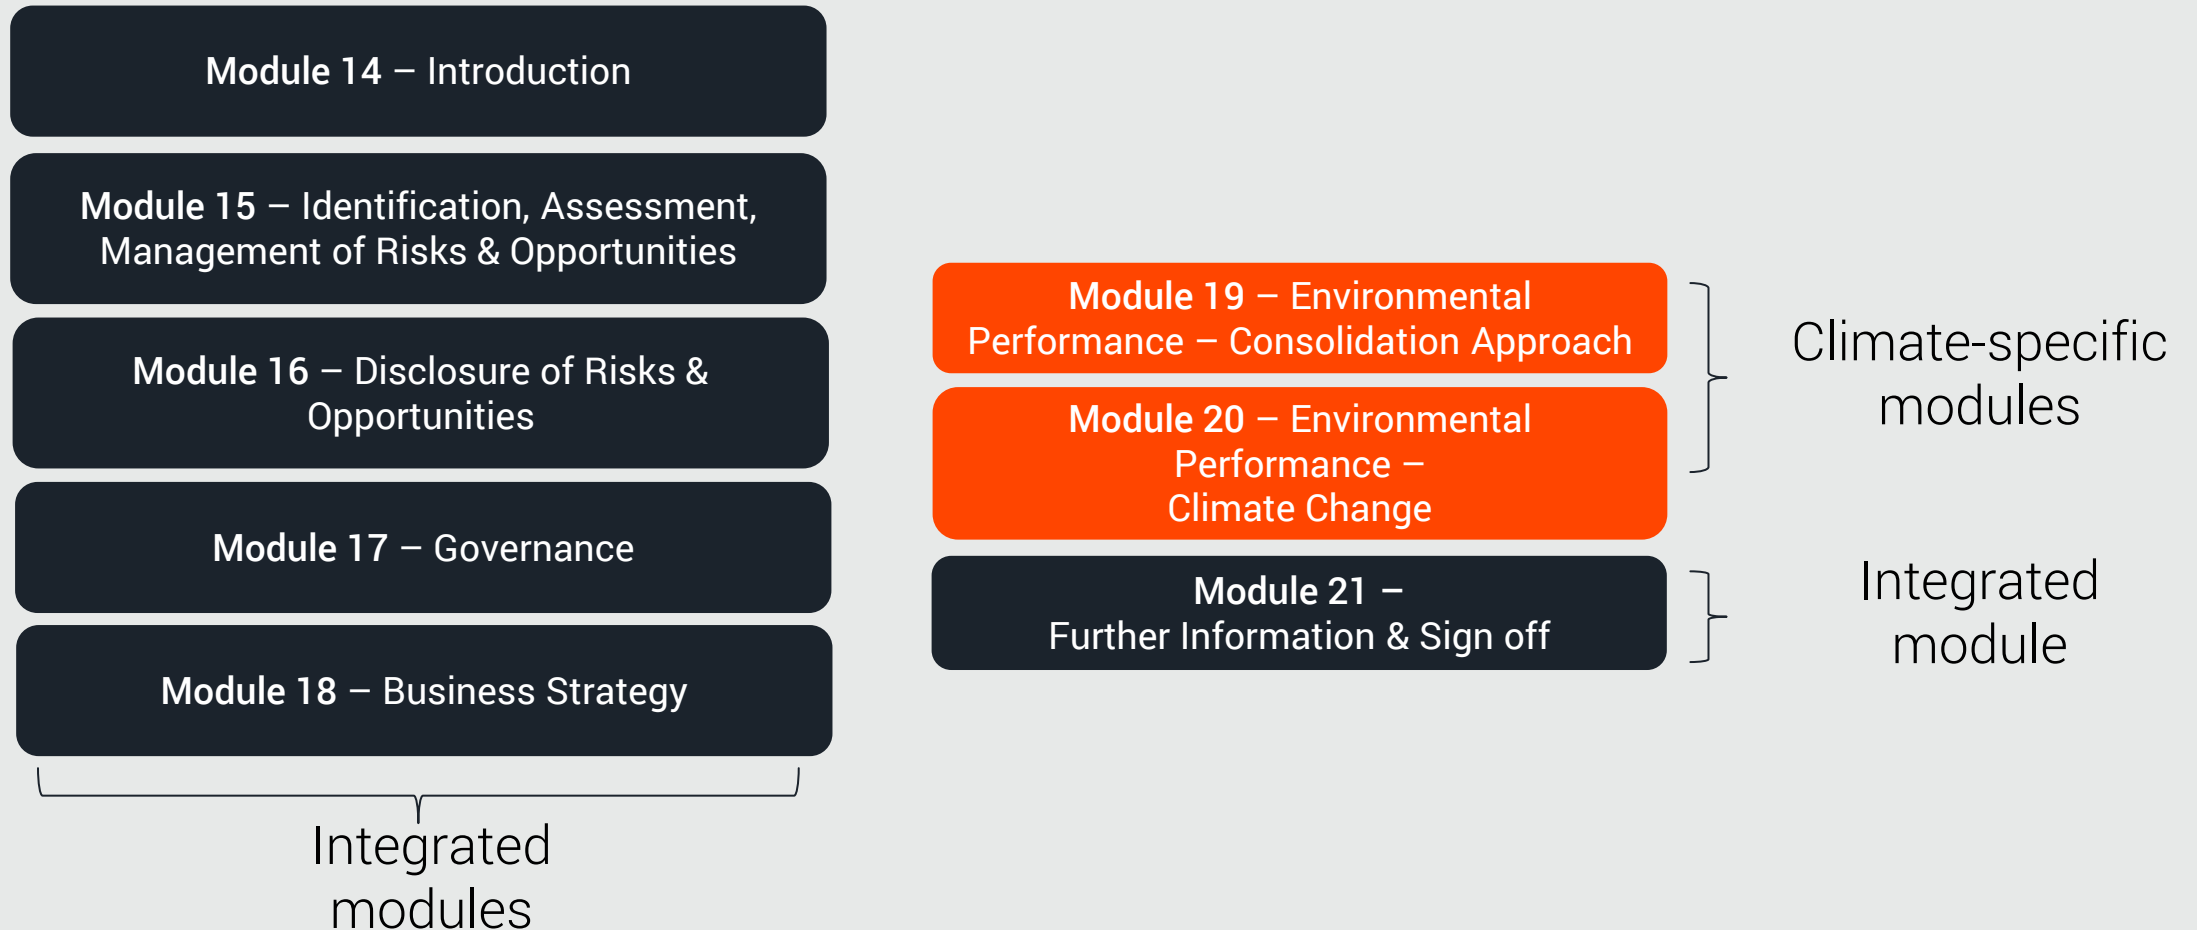 Module 14 – Introduction
Module 15 – Identification, Assessment,
Management of Risks & Opportunities
Module 16 – Disclosure of Risks &
Opportunities
Module 17 – Governance
Module 18 – Business Strategy
Integrated
modules
Module 19 – Environmental
Performance – Consolidation Approach
Module 20 – Environmental
Performance –
Climate Change
Climate-specific
modules
Module 21 –
Further Information & Sign off
Integrated
module